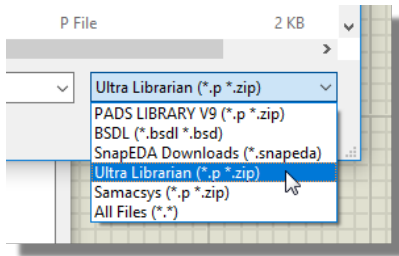 P File 2 KB
Ultra Librarian (*.p *.zip)
PADS LIBRARY V9 (*.p *.zip)
BSDL (*.bsdl *.bsd)
SnapEDA Downloads (*.snapeda)
Ultra Librarian (*.p *.zip)
Samacsys (*.p *.zip)
All Files (*.*)